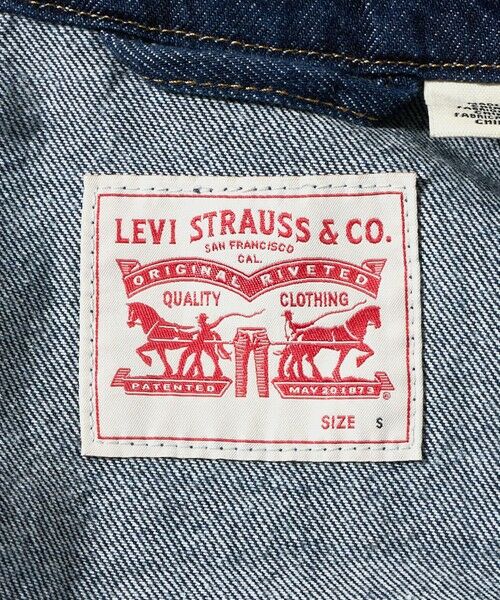 LEVI STRAUSS & CO.
SAN FRANCISCO
CAL.
ORIGINAL RIVETED
QUALITY CLOTHING
PATENTED MAY 20 1873
®
SIZE S